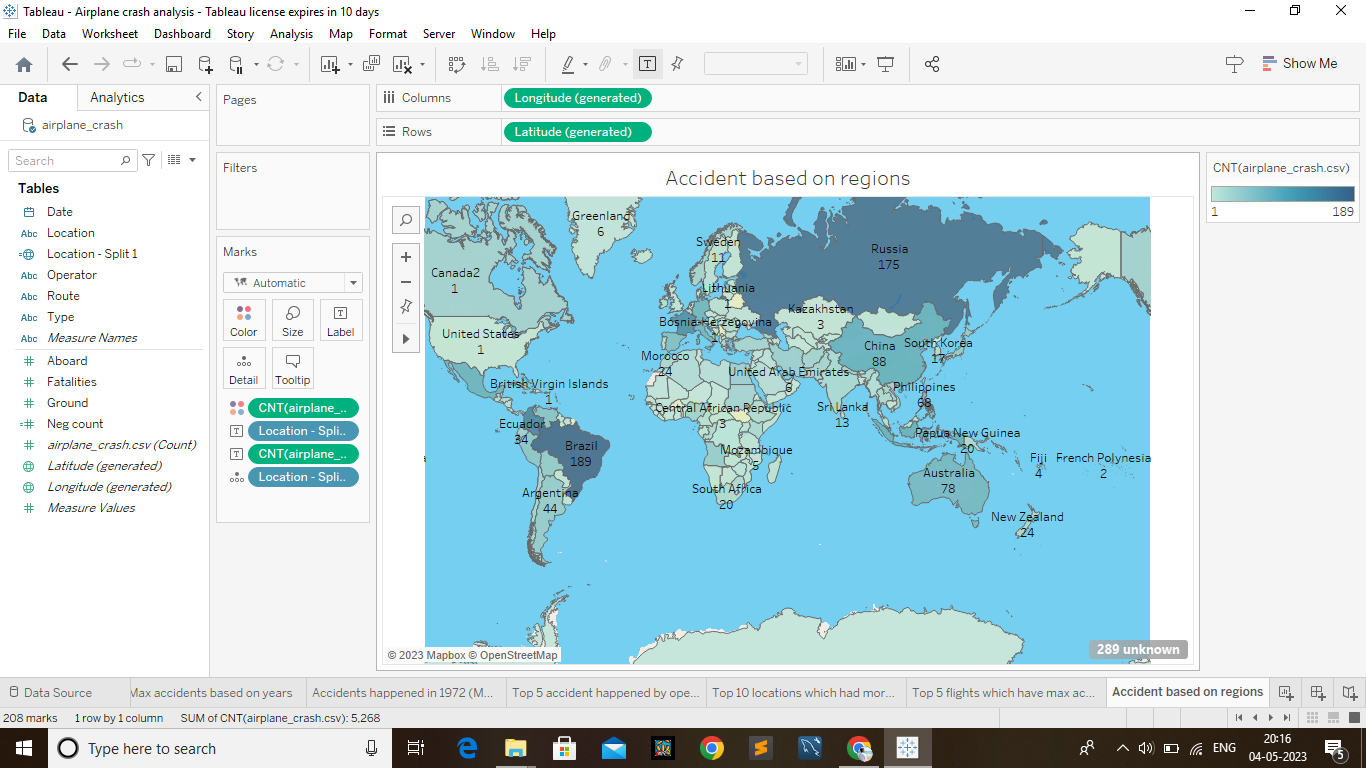 Tableau - Airplane crash analysis - Tableau license expires in 10 days
File Data Worksheet Dashboard Story Analysis Map Format Server Window Help
Show Me
Data Analytics
airplane_crash
Search
Tables
Date
Abc Location
Location - Split 1
Abc Operator
Abc Route
Abc Type
Abc Measure Names
Aboard
Fatalities
Ground
Neg count
airplane_crash.csv (Count)
Latitude (generated)
Longitude (generated)
Measure Values
Pages
Filters
Marks
Automatic
Color Size Label
Detail Tooltip
CNT(airplane_..
Location - Spli..
CNT(airplane_..
Location - Spli..
Columns Longitude (generated)
Rows Latitude (generated)
Accident based on regions
Greenland
6
Sweden
11
Russia
175
Canada2
1
Lithuania
1
Kazakhstan
3
Bosnia-Herzegovina
1
United States
1
China
88
South Korea
17
Morocco
24
United Arab Emirates
6
British Virgin Islands
1
Philippines
68
Central African Republic
3
Sri Lanka
13
Ecuador
34
Brazil
189
Papua New Guinea
20
Mozambique
5
Fiji
4
French Polynesia
2
Australia
78
Argentina
44
South Africa
20
New Zealand
24
© 2023 Mapbox © OpenStreetMap
289 unknown
CNT(airplane_crash.csv)
1 189
Data Source Max accidents based on years Accidents happened in 1972 (M... Top 5 accident happened by ope... Top 10 locations which had mor... Top 5 flights which have max ac... Accident based on regions
208 marks 1 row by 1 column SUM of CNT(airplane_crash.csv): 5,268
Type here to search
ENG
20:16
04-05-2023
5